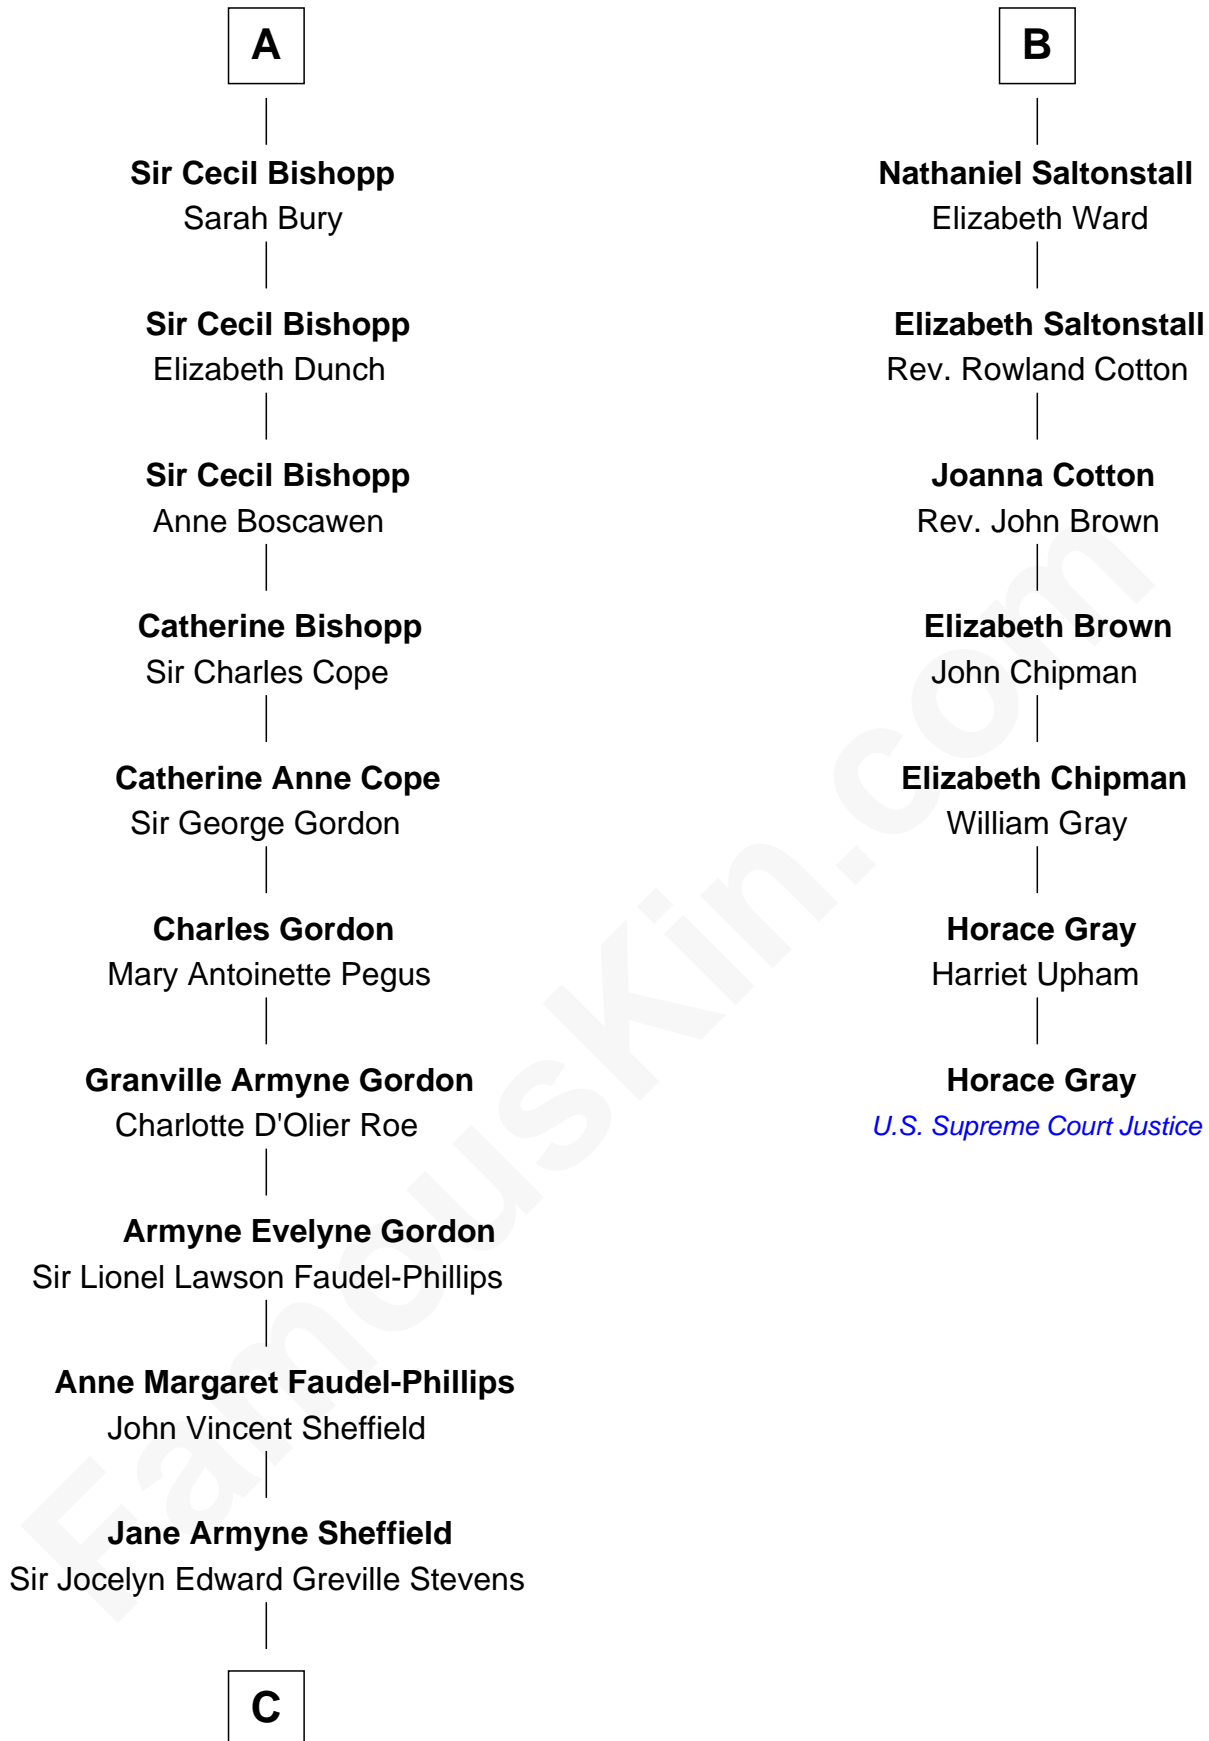 A
Sir Cecil Bishopp
Sarah Bury
Sir Cecil Bishopp
Elizabeth Dunch
Sir Cecil Bishopp
Anne Boscawen
Catherine Bishopp
Sir Charles Cope
Catherine Anne Cope
Sir George Gordon
Charles Gordon
Mary Antoinette Pegus
Granville Armyne Gordon
Charlotte D'Olier Roe
Armyne Evelyne Gordon
Sir Lionel Lawson Faudel-Phillips
Anne Margaret Faudel-Phillips
John Vincent Sheffield
Jane Armyne Sheffield
Sir Jocelyn Edward Greville Stevens
C
B
Nathaniel Saltonstall
Elizabeth Ward
Elizabeth Saltonstall
Rev. Rowland Cotton
Joanna Cotton
Rev. John Brown
Elizabeth Brown
John Chipman
Elizabeth Chipman
William Gray
Horace Gray
Harriet Upham
Horace Gray
U.S. Supreme Court Justice
FamousKin.com